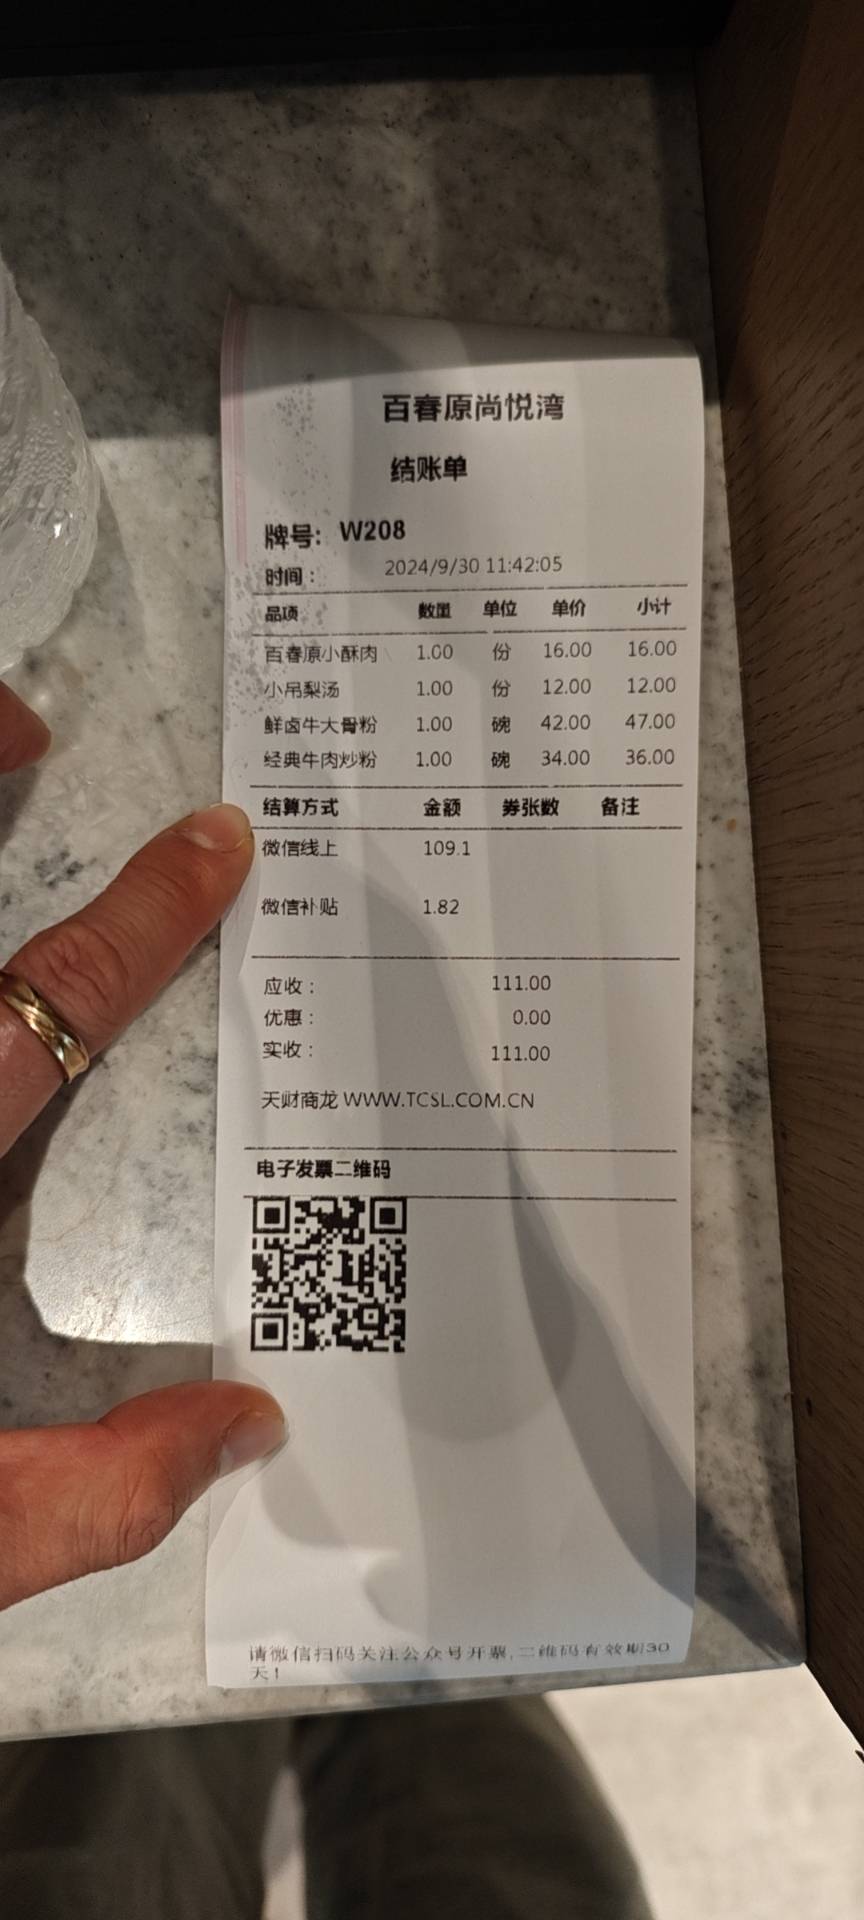 百春原尚悦湾
结账单
牌号: W208
时间： 2024/9/30 11:42:05
品项 数量 单位 单价 小计
百春原小酥肉 1.00 份 16.00 16.00
小吊梨汤 1.00 份 12.00 12.00
鲜卤牛大骨粉 1.00 碗 42.00 47.00
经典牛肉炒粉 1.00 碗 34.00 36.00
结算方式 金额 券张数 备注
微信线上 109.1
微信补贴 1.82
应收： 111.00
优惠： 0.00
实收： 111.00
天财商龙 WWW.TCSL.COM.CN
电子发票二维码
请微信扫码关注公众号开票,二维码有效期30
天!